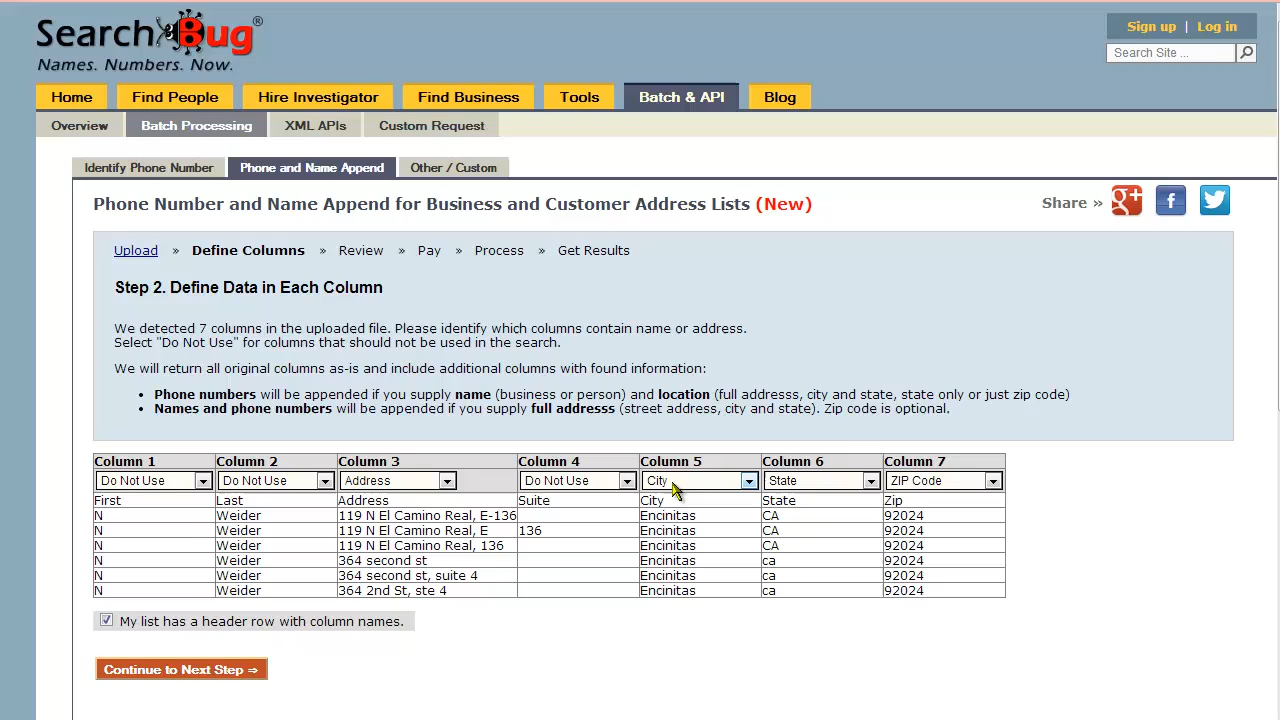 SearchBug®
Names. Numbers. Now.
Sign up | Log in
Search Site ...
Home Find People Hire Investigator Find Business Tools Batch & API Blog
Overview Batch Processing XML APIs Custom Request
Identify Phone Number Phone and Name Append Other / Custom
Phone Number and Name Append for Business and Customer Address Lists (New)
Share »
Upload » Define Columns » Review » Pay » Process » Get Results
Step 2. Define Data in Each Column
We detected 7 columns in the uploaded file. Please identify which columns contain name or address.
Select "Do Not Use" for columns that should not be used in the search.
We will return all original columns as-is and include additional columns with found information:
• Phone numbers will be appended if you supply name (business or person) and location (full addresss, city and state, state only or just zip code)
• Names and phone numbers will be appended if you supply full addresss (street address, city and state). Zip code is optional.
Column 1 Column 2 Column 3 Column 4 Column 5 Column 6 Column 7
Do Not Use Do Not Use Address Do Not Use City State ZIP Code
First Last Address Suite City State Zip
N Weider 119 N El Camino Real, E-136 Encinitas CA 92024
N Weider 119 N El Camino Real, E 136 Encinitas CA 92024
N Weider 119 N El Camino Real, 136 Encinitas CA 92024
N Weider 364 second st Encinitas ca 92024
N Weider 364 second st, suite 4 Encinitas ca 92024
N Weider 364 2nd St, ste 4 Encinitas ca 92024
My list has a header row with column names.
Continue to Next Step ⇒